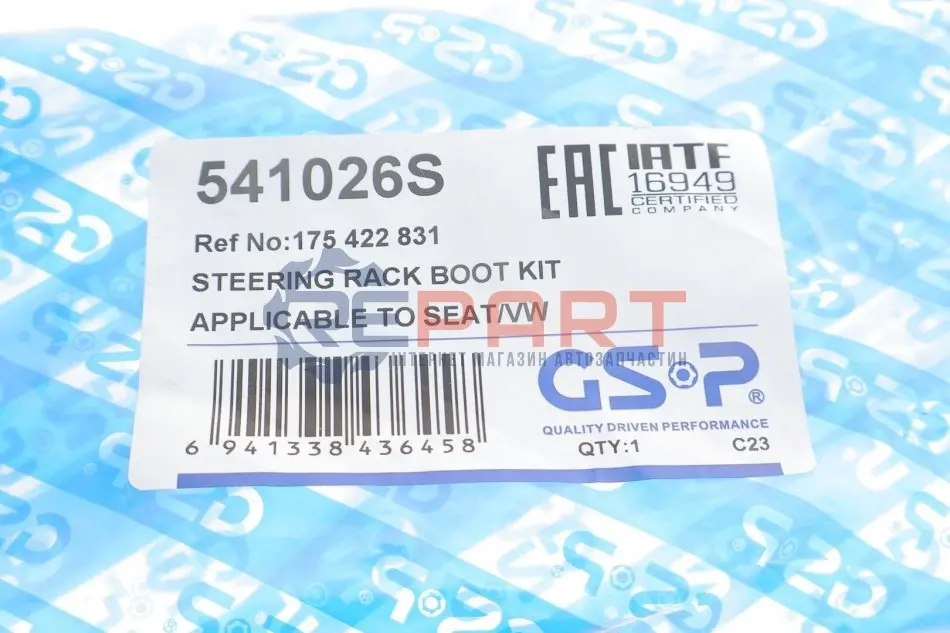 541026S
EAC
IATF
16949
CERTIFIED
COMPANY
Ref No:175 422 831
STEERING RACK BOOT KIT
APPLICABLE TO SEAT/VW
REPART
ІНТЕРНЕТ МАГАЗИН АВТОЗАПЧАСТИН
GSP®
QUALITY DRIVEN PERFORMANCE
6 941338 436458
QTY:1
C23